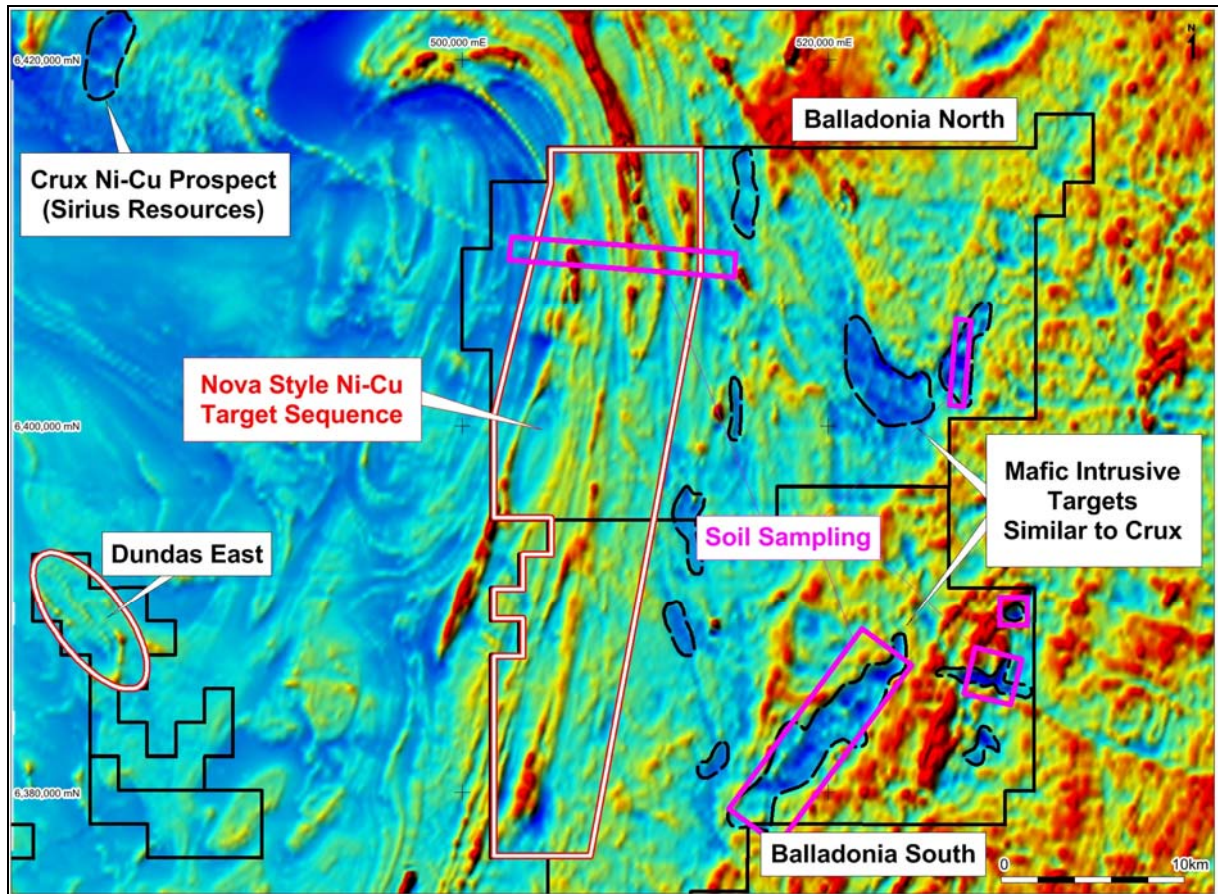 500,000 mE
520,000 mE
N
6,420,000 mN
Balladonia North
Crux Ni-Cu Prospect
(Sirius Resources)
Nova Style Ni-Cu
Target Sequence
6,400,000 mN
Mafic Intrusive
Targets
Similar to Crux
Soil Sampling
Dundas East
6,380,000 mN
Balladonia South
0
10km